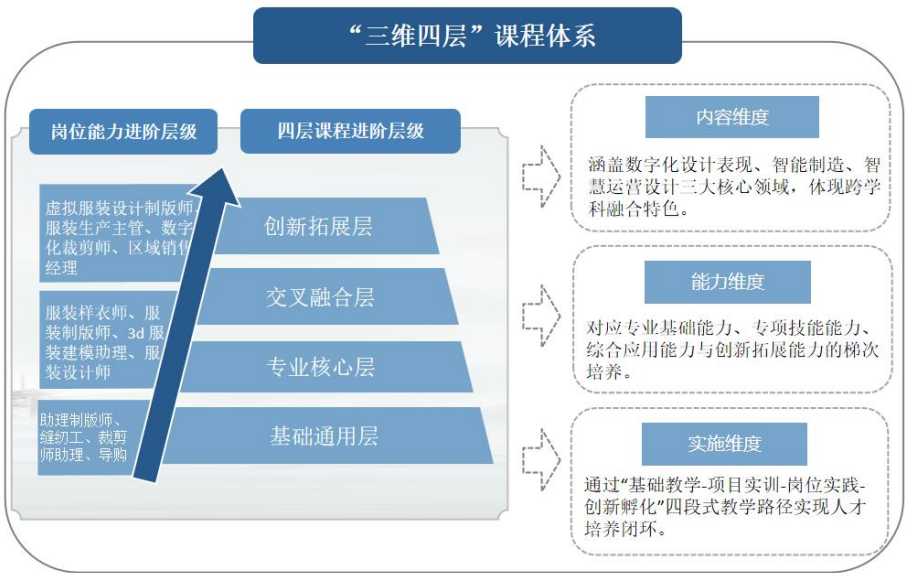 “三维四层”课程体系
岗位能力进阶层级
四层课程进阶层级
虚拟服装设计制版师、
服装生产主管、数字
化裁剪师、区域销售
经理
服装样衣师、服
装制版师、3d 服
装建模助理、服
装设计师
助理制版师、
缝纫工、裁剪
师助理、导购
创新拓展层
交叉融合层
专业核心层
基础通用层
内容维度
涵盖数字化设计表现、智能制造、智
慧运营设计三大核心领域，体现跨学
科融合特色。
能力维度
对应专业基础能力、专项技能能力、
综合应用能力与创新拓展能力的梯次
培养。
实施维度
通过“基础教学-项目实训-岗位实践-
创新孵化”四段式教学路径实现人才
培养闭环。